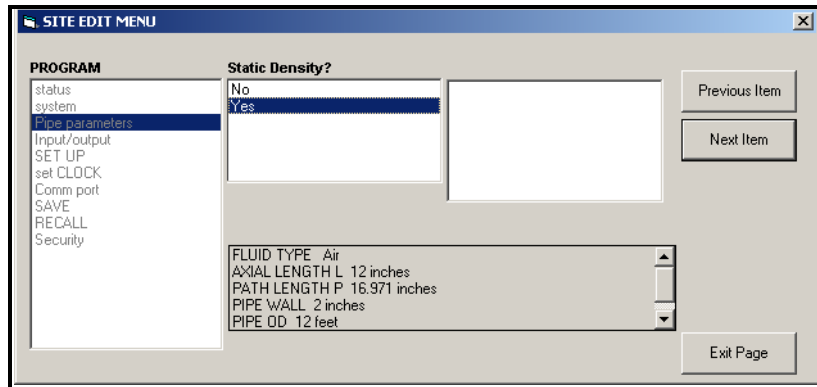 SITE EDIT MENU
PROGRAM
status
system
Pipe parameters
Input/output
SET UP
set CLOCK
Comm port
SAVE
RECALL
Security
Static Density?
No
Yes
Previous Item
Next Item
FLUID TYPE Air
AXIAL LENGTH L 12 inches
PATH LENGTH P 16.971 inches
PIPE WALL 2 inches
PIPE OD 12 feet
Exit Page